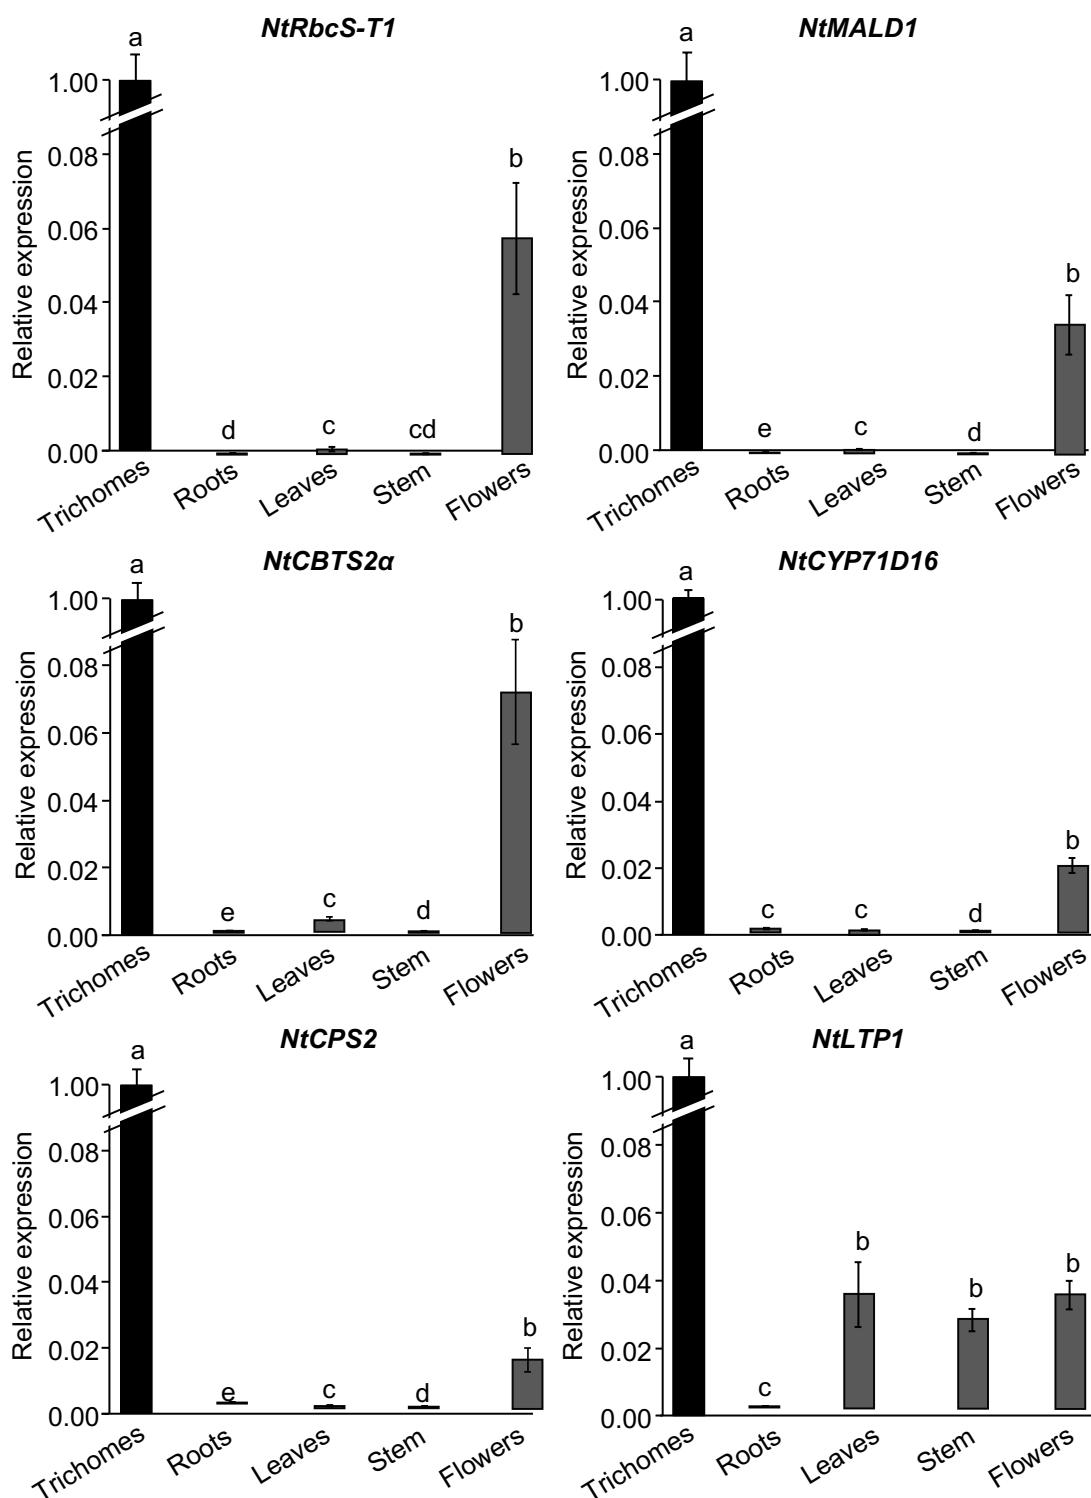 NtRbcS-T1
a
1.00
0.08
0.06
0.04
0.02
0.00
Relative expression
d
c
cd
b
Trichomes
Roots
Leaves
Stem
Flowers
NtMALD1
a
1.00
0.08
0.06
0.04
0.02
0.00
Relative expression
e
c
d
b
Trichomes
Roots
Leaves
Stem
Flowers
NtCBTS2α
a
1.00
0.08
0.06
0.04
0.02
0.00
Relative expression
e
c
d
b
Trichomes
Roots
Leaves
Stem
Flowers
NtCYP71D16
a
1.00
0.08
0.06
0.04
0.02
0.00
Relative expression
c
c
d
b
Trichomes
Roots
Leaves
Stem
Flowers
NtCPS2
a
1.00
0.08
0.06
0.04
0.02
0.00
Relative expression
e
c
d
b
Trichomes
Roots
Leaves
Stem
Flowers
NtLTP1
a
1.00
0.08
0.06
0.04
0.02
0.00
Relative expression
c
b
b
b
Trichomes
Roots
Leaves
Stem
Flowers